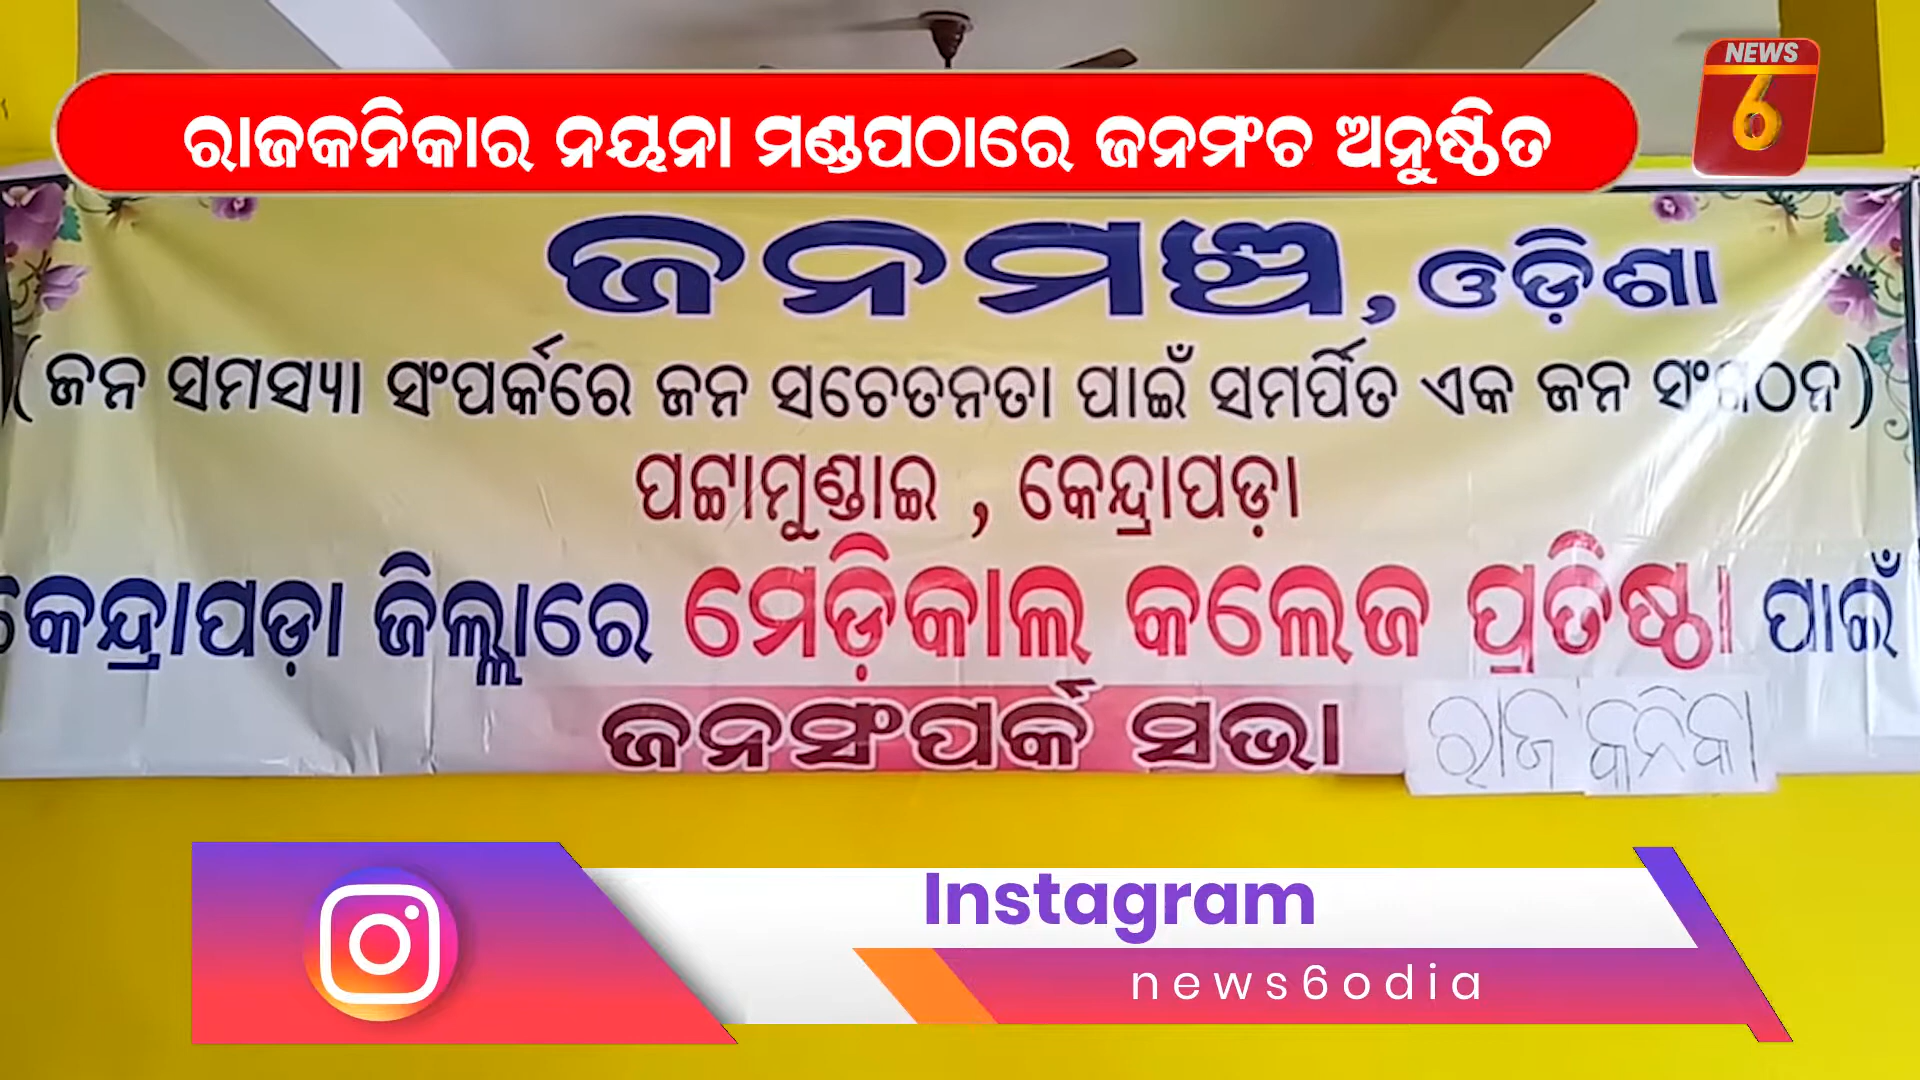 NEWS
6
ରାଜକନିକାର ନୟନା ମଣ୍ଡପଠାରେ ଜନମଂଚ ଅନୁଷ୍ଠିତ
ଜନମଞ୍ଚ, ଓଡ଼ିଶା
(ଜନ ସମସ୍ୟା ସଂପର୍କରେ ଜନ ସଚେତନତା ପାଇଁ ସମର୍ପିତ ଏକ ଜନ ସଂଗଠନ)
ପଟ୍ଟାମୁଣ୍ଡାଇ , କେନ୍ଦ୍ରାପଡ଼ା
କେନ୍ଦ୍ରାପଡ଼ା ଜିଲ୍ଲାରେ ମେଡ଼ିକାଲ୍ କଲେଜ ପ୍ରତିଷ୍ଠା ପାଇଁ
ଜନସଂପର୍କ ସଭା
ରାଜକନିକା
Instagram
news6odia